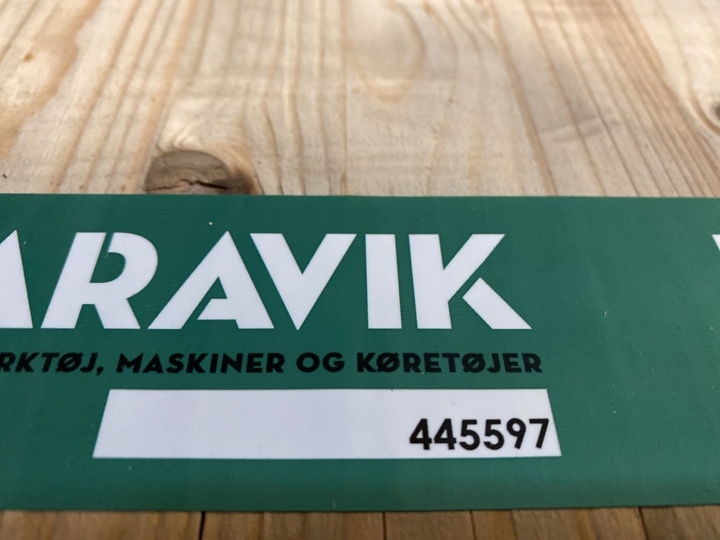 ARAVIK
RKTØJ, MASKINER OG KØRETØJER
445597